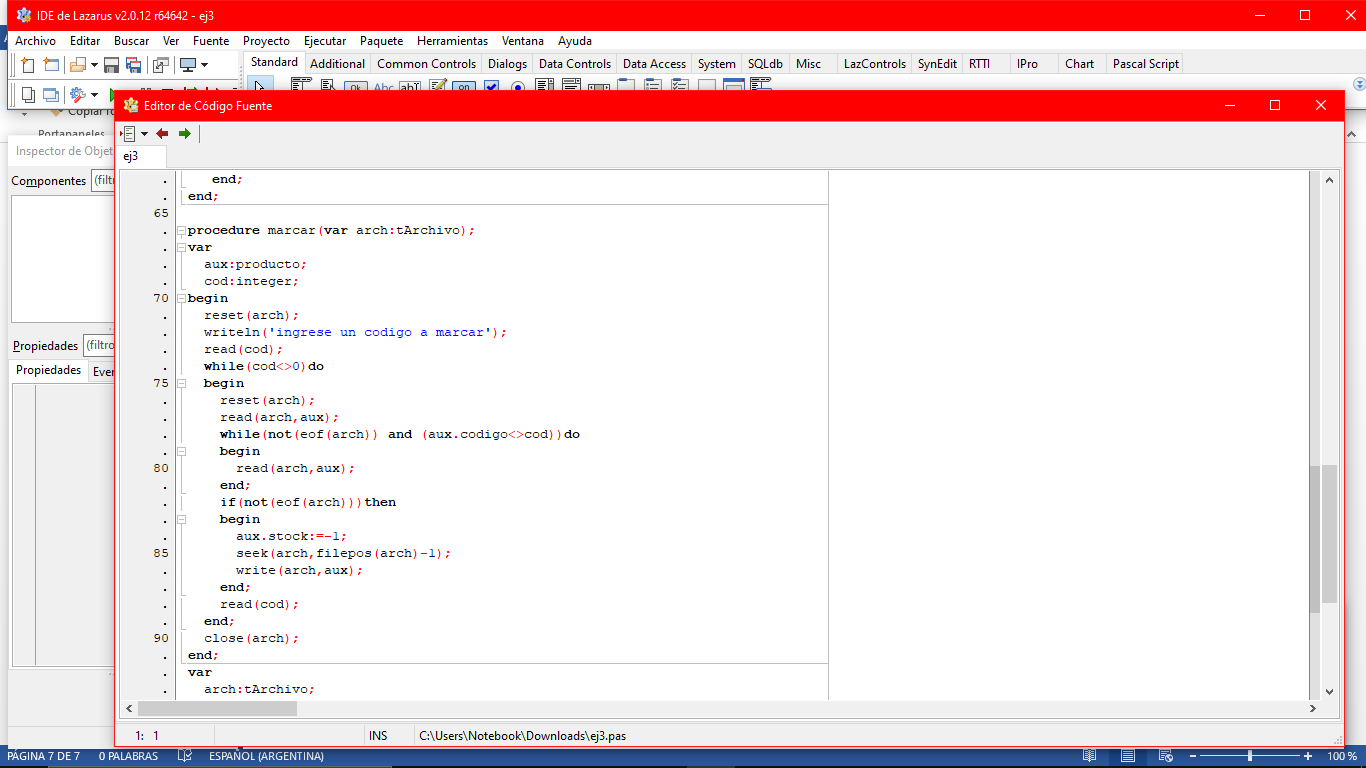 IDE de Lazarus v2.0.12 r64642 - ej3
Archivo Editar Buscar Ver Fuente Proyecto Ejecutar Paquete Herramientas Ventana Ayuda
Standard Additional Common Controls Dialogs Data Controls Data Access System SQLdb Misc LazControls SynEdit RTTI IPro Chart Pascal Script
Editor de Código Fuente
Portapapeles
Inspector de Objet
ej3
Componentes (filt
Propiedades (filtro
Propiedades Ever
. end;
. end;
65
. procedure marcar(var arch:tArchivo);
. var
. aux:producto;
. cod:integer;
70 begin
. reset(arch);
. writeln('ingrese un codigo a marcar');
. read(cod);
. while(cod<>0)do
75 begin
. reset(arch);
. read(arch,aux);
. while(not(eof(arch)) and (aux.codigo<>cod))do
. begin
80 read(arch,aux);
. end;
. if(not(eof(arch)))then
. begin
. aux.stock:=-1;
85 seek(arch,filepos(arch)-1);
. write(arch,aux);
. end;
. read(cod);
. end;
90 close(arch);
. end;
. var
. arch:tArchivo;
1: 1 INS C:\Users\Notebook\Downloads\ej3.pas
PÁGINA 7 DE 7 0 PALABRAS ESPAÑOL (ARGENTINA) 100 %